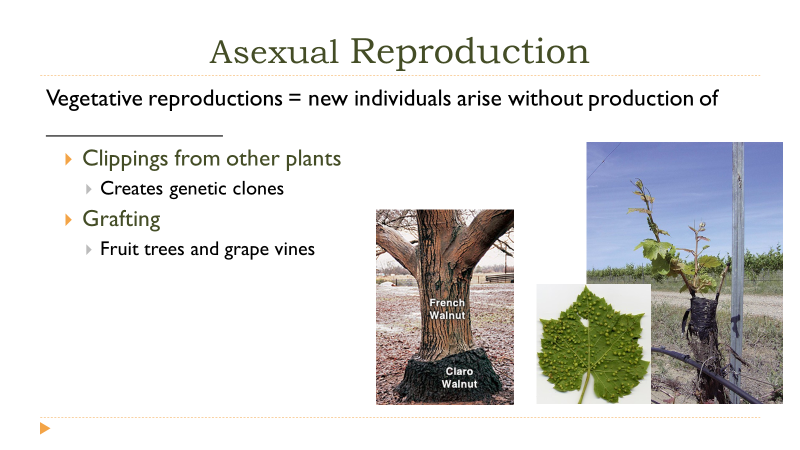 Asexual Reproduction
Vegetative reproductions = new individuals arise without production of
________________
Clippings from other plants
Creates genetic clones
Grafting
Fruit trees and grape vines
French
Walnut
Claro
Walnut